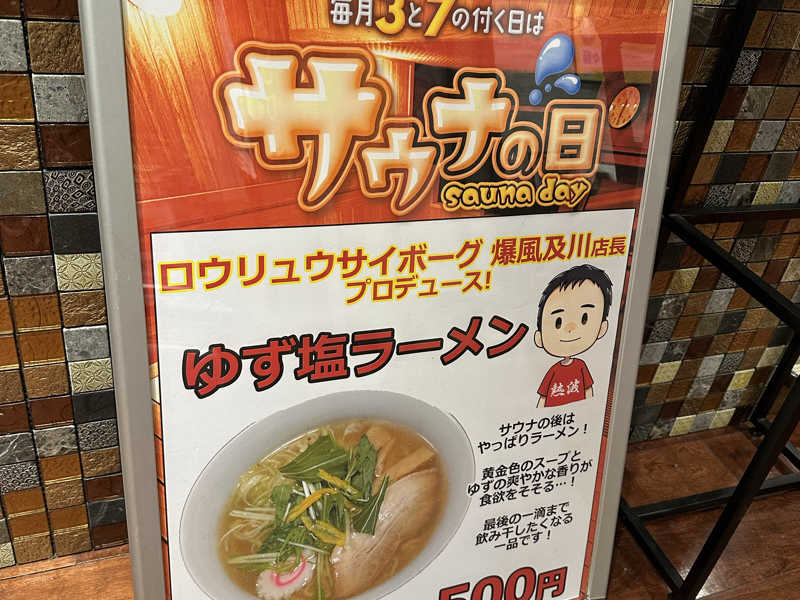 毎月3と7の付く日は
サウナの日
sauna day
ロウリュウサイボーグ 爆風及川店長
プロデュース!
ゆず塩ラーメン
熱波
サウナの後は
やっぱりラーメン!
黄金色のスープと
ゆずの爽やかな香りが
食欲をそそる…!
最後の一滴まで
飲み干したくなる
一品です!
500円